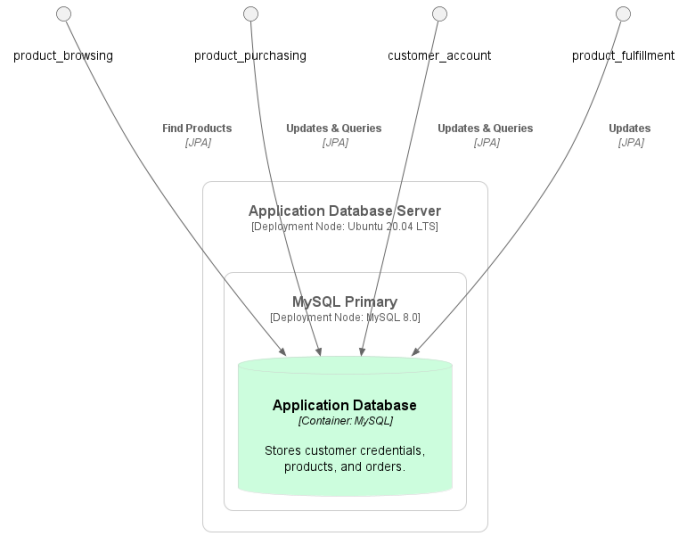 product_browsing
product_purchasing
customer_account
product_fulfillment
Find Products
[JPA]
Updates & Queries
[JPA]
Updates & Queries
[JPA]
Updates
[JPA]
Application Database Server
[Deployment Node: Ubuntu 20.04 LTS]
MySQL Primary
[Deployment Node: MySQL 8.0]
Application Database
[Container: MySQL]
Stores customer credentials,
products, and orders.